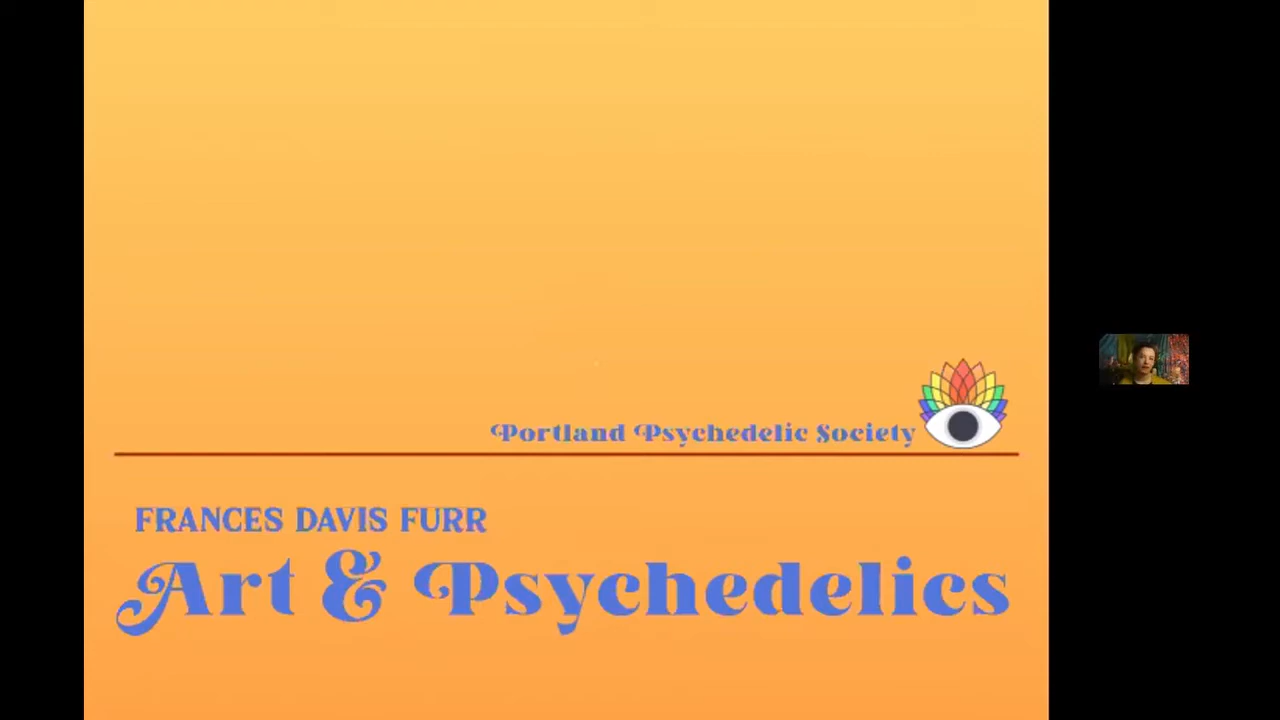 Portland Psychedelic Society
FRANCES DAVIS FURR
Art & Psychedelics